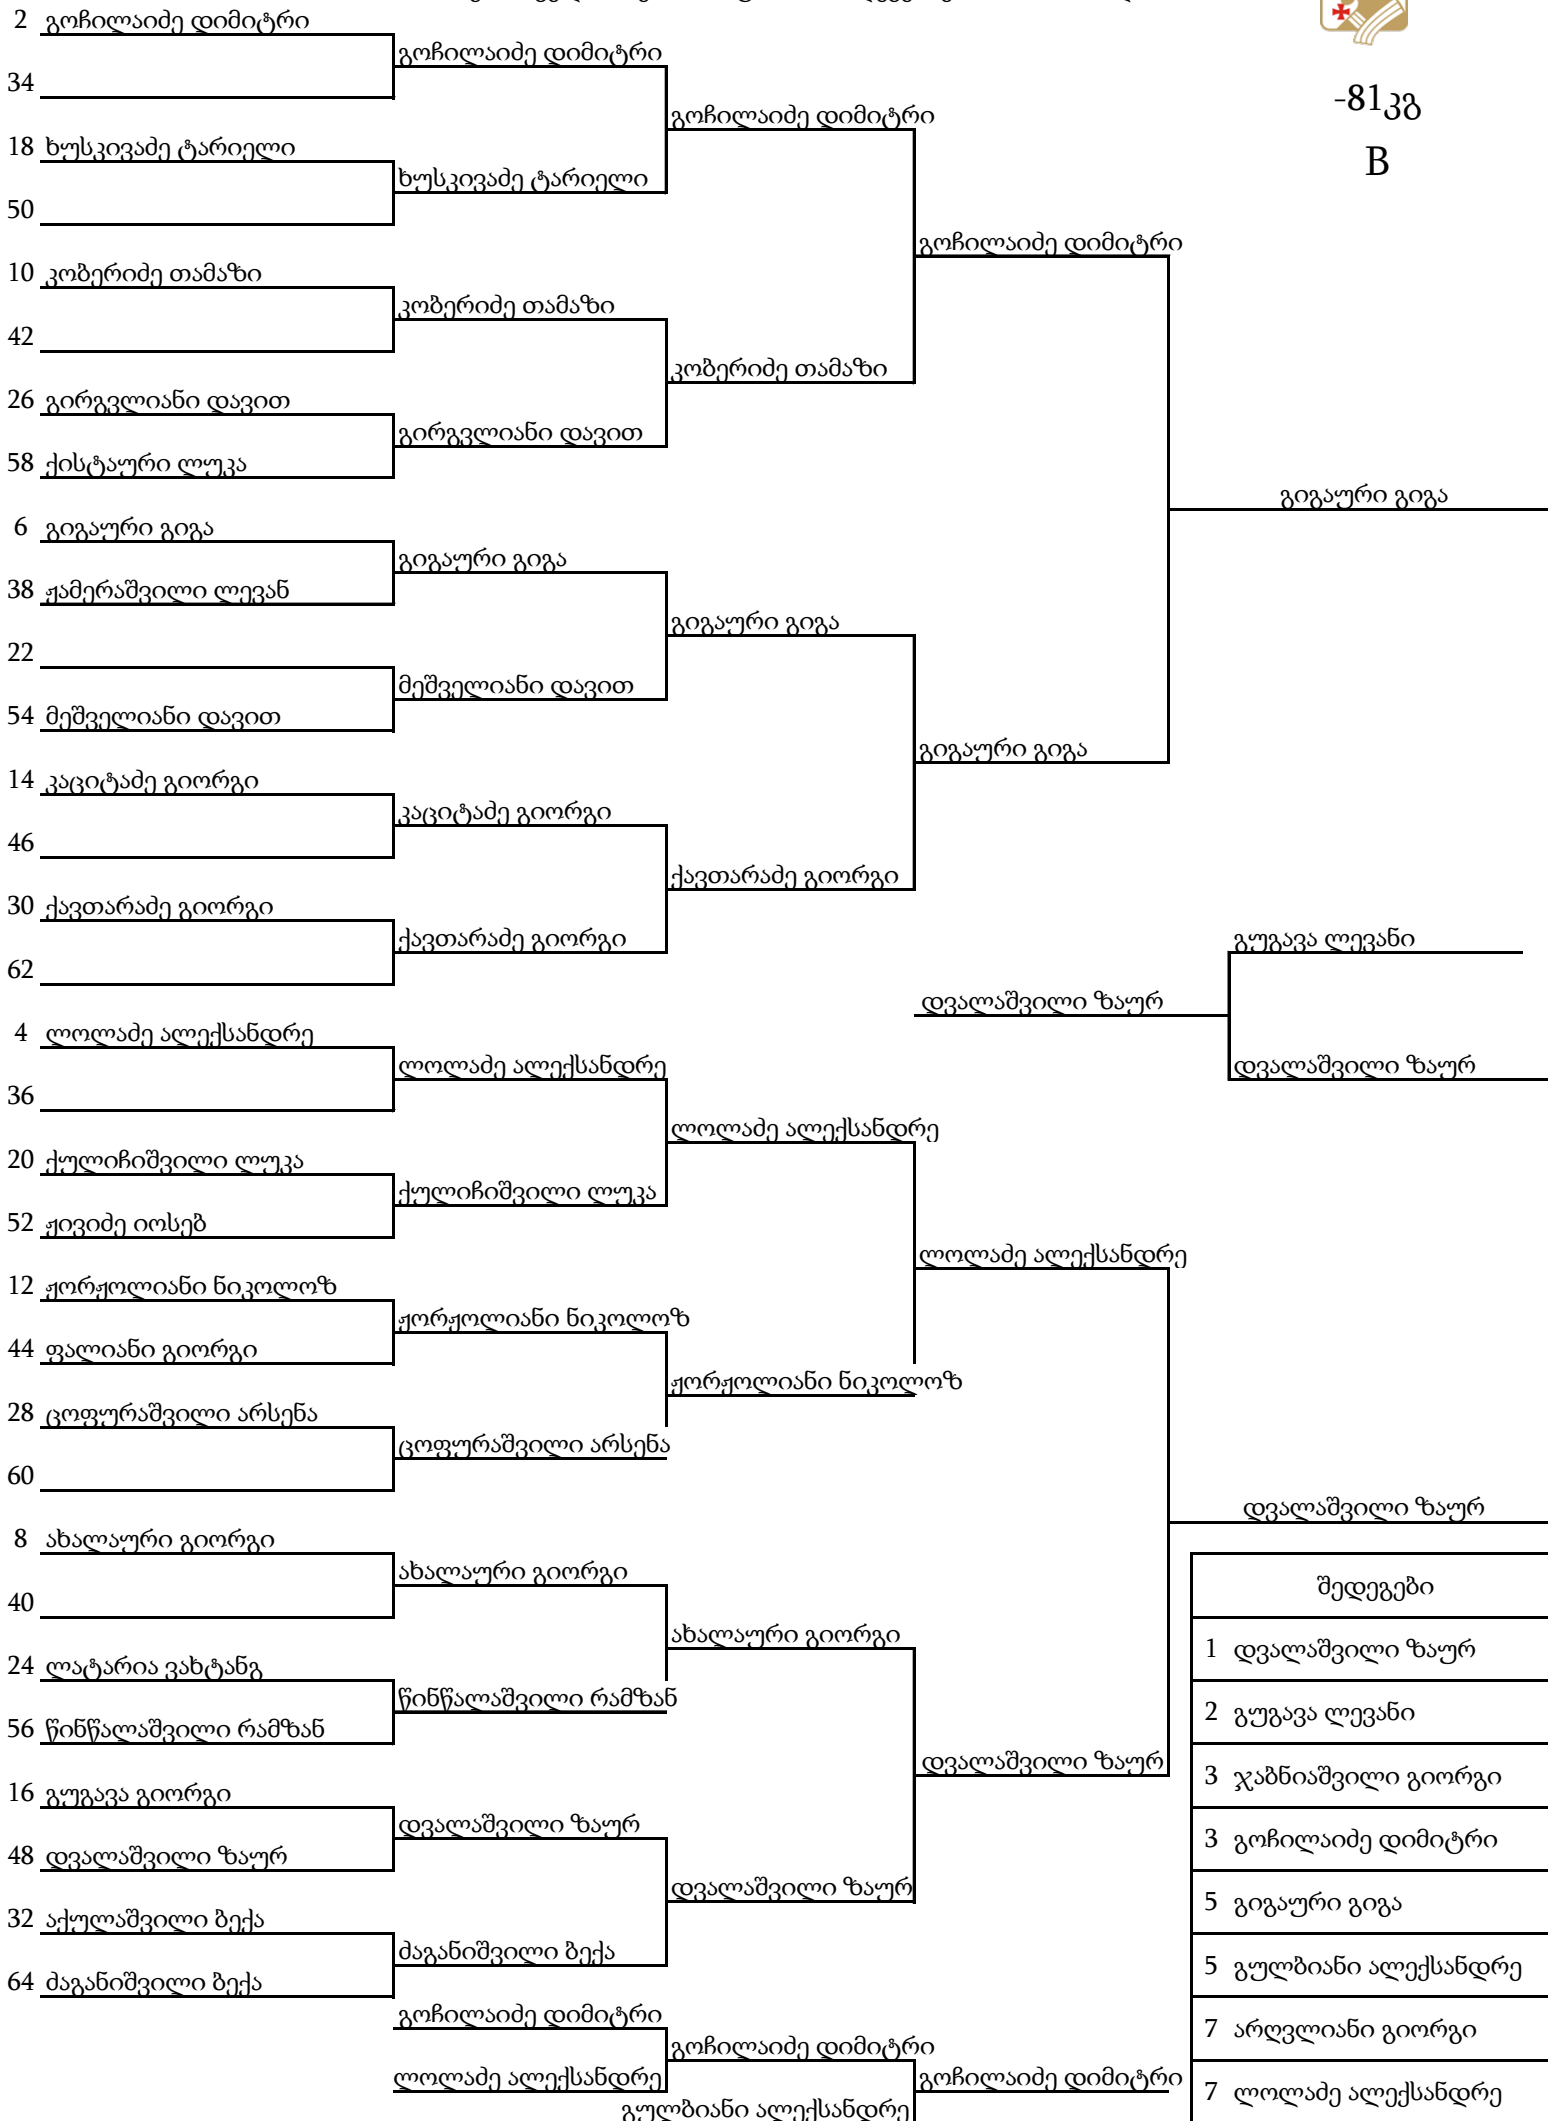 2 გოჩილაიძე დიმიტრი
გოჩილაიძე დიმიტრი
34
-81კგ
გოჩილაიძე დიმიტრი
18 ხუსკივაძე ტარიელი
B
ხუსკივაძე ტარიელი
50
გოჩილაიძე დიმიტრი
10 კობერიძე თამაზი
კობერიძე თამაზი
42
კობერიძე თამაზი
26 გირგვლიანი დავით
გირგვლიანი დავით
58 ქისტაური ლუკა
გიგაური გიგა
6 გიგაური გიგა
გიგაური გიგა
38 ჟამერაშვილი ლევან
გიგაური გიგა
22
მეშველიანი დავით
54 მეშველიანი დავით
გიგაური გიგა
14 კაციტაძე გიორგი
კაციტაძე გიორგი
46
ქავთარაძე გიორგი
30 ქავთარაძე გიორგი
ქავთარაძე გიორგი
გუგავა ლევანი
62
დვალაშვილი ზაურ
4 ლოლაძე ალექსანდრე
ლოლაძე ალექსანდრე
დვალაშვილი ზაურ
36
ლოლაძე ალექსანდრე
20 ქულიჩიშვილი ლუკა
ქულიჩიშვილი ლუკა
52 ჟივიძე იოსებ
ლოლაძე ალექსანდრე
12 ჟორჟოლიანი ნიკოლოზ
ჟორჟოლიანი ნიკოლოზ
44 ფალიანი გიორგი
ჟორჟოლიანი ნიკოლოზ
28 ცოფურაშვილი არსენა
ცოფურაშვილი არსენა
60
დვალაშვილი ზაურ
8 ახალაური გიორგი
ახალაური გიორგი
შედეგები
40
ახალაური გიორგი
1 დვალაშვილი ზაურ
24 ლატარია ვახტანგ
წინწალაშვილი რამზან
2 გუგავა ლევანი
56 წინწალაშვილი რამზან
დვალაშვილი ზაურ
3 ჯაბნიაშვილი გიორგი
16 გუგავა გიორგი
დვალაშვილი ზაურ
3 გოჩილაიძე დიმიტრი
48 დვალაშვილი ზაურ
დვალაშვილი ზაურ
5 გიგაური გიგა
32 აქულაშვილი ბექა
მაგანიშვილი ბექა
5 გულბიანი ალექსანდრე
64 მაგანიშვილი ბექა
გოჩილაიძე დიმიტრი
7 არღვლიანი გიორგი
გოჩილაიძე დიმიტრი
ლოლაძე ალექსანდრე
გოჩილაიძე დიმიტრი
7 ლოლაძე ალექსანდრე
გულბიანი ალექსანდრე